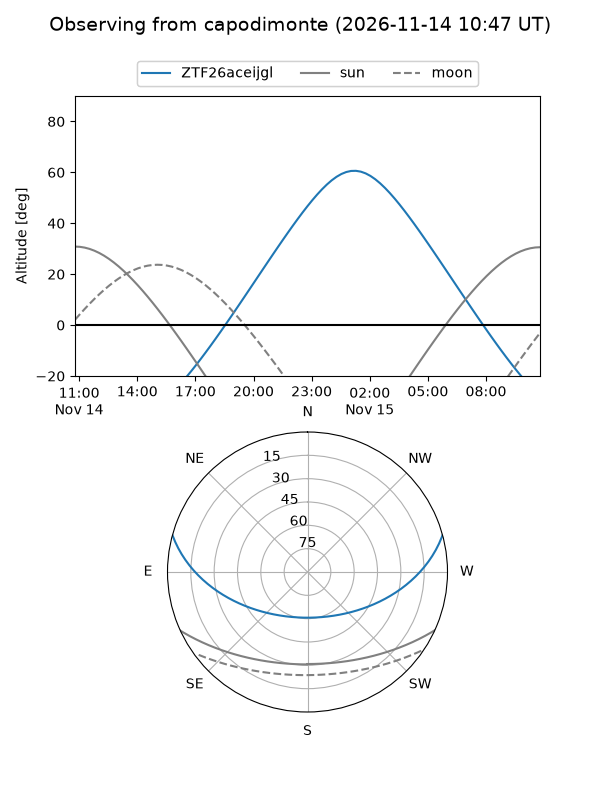 Observing from capodimonte (2026-11-14 10:47 UT)
ZTF26aceijgl sun moon
Altitude [deg]
80
60
40
20
0
−20
11:00 14:00 17:00 20:00 23:00 02:00 05:00 08:00
Nov 14 Nov 15
N
NE NW
15
30
45
60
75
E W
SE SW
S